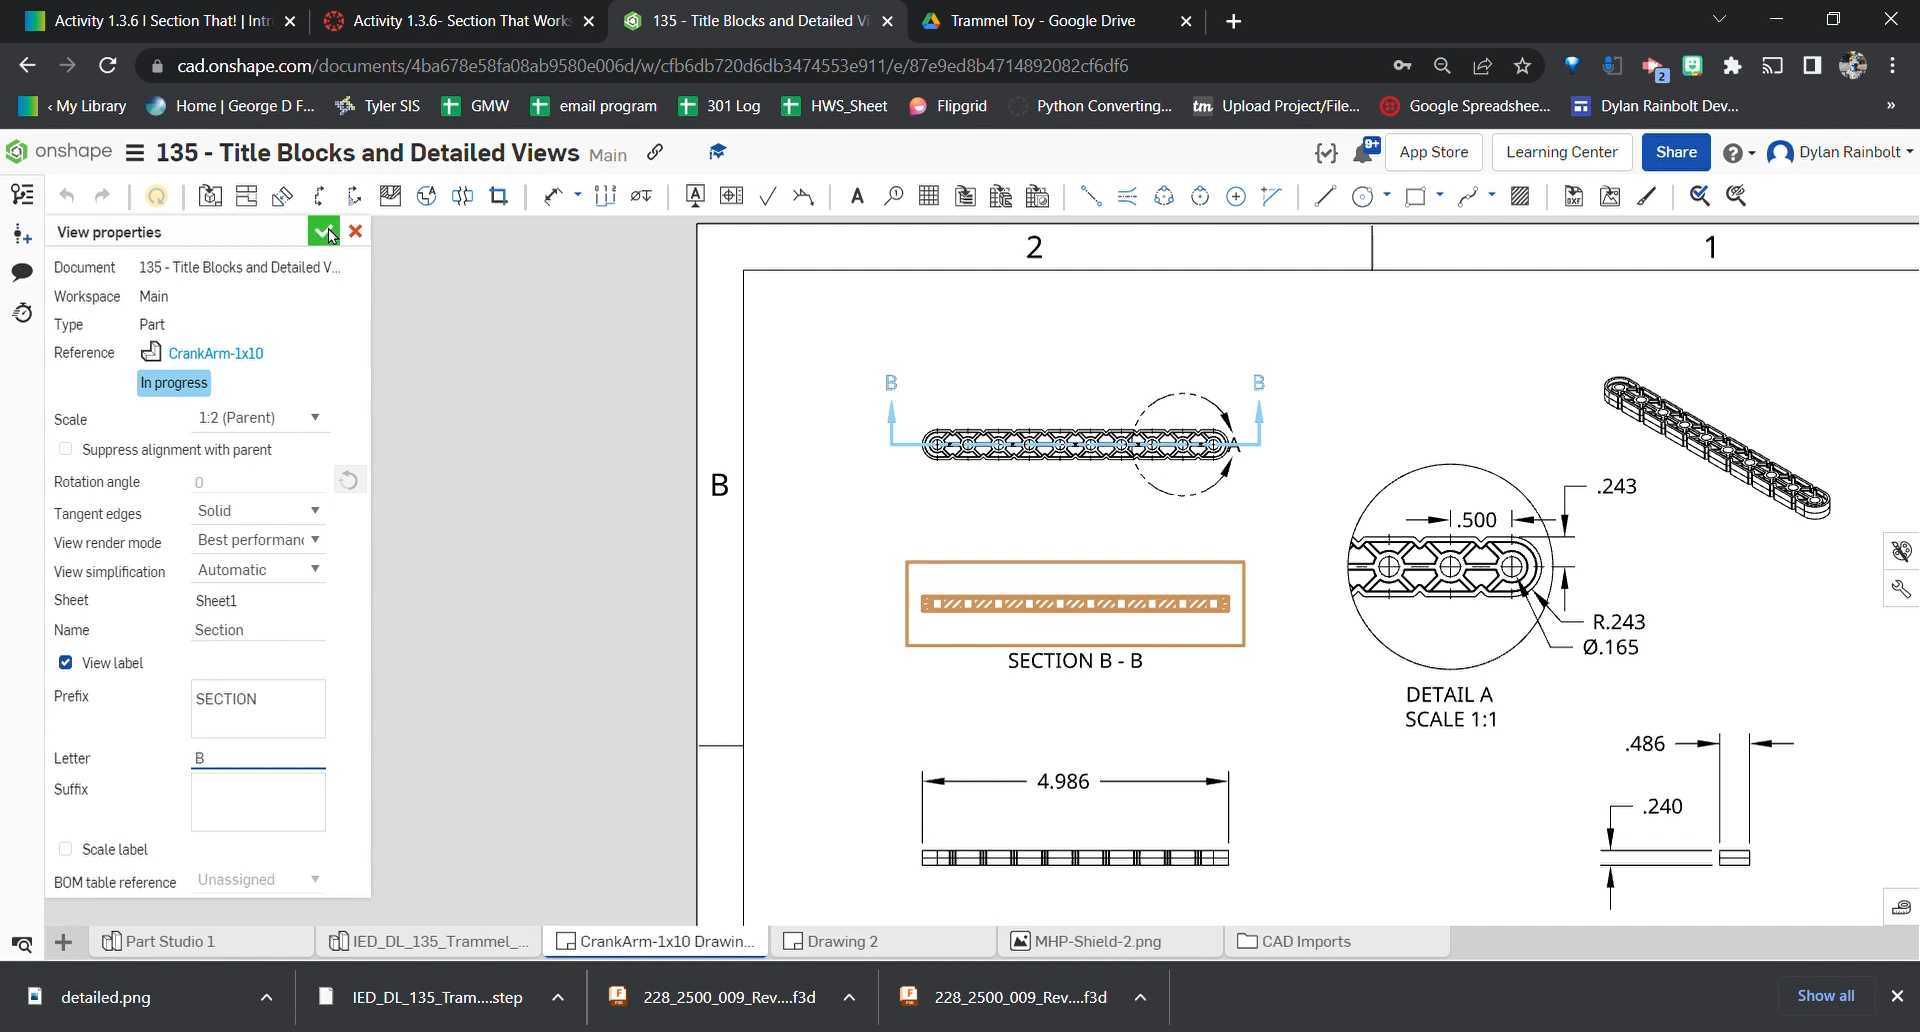 Activity 1.3.6 I Section That! | Intr
Activity 1.3.6- Section That Works
135 - Title Blocks and Detailed Vi
Trammel Toy - Google Drive
cad.onshape.com/documents/4ba678e58fa08ab9580e006d/w/cfb6db720d6db3474553e911/e/87e9ed8b4714892082cf6df6
2
‹ My Library
Home | George D F...
Tyler SIS
GMW
email program
301 Log
HWS_Sheet
Flipgrid
Python Converting...
tm Upload Project/File...
Google Spreadshee...
Dylan Rainbolt Dev...
»
onshape
135 - Title Blocks and Detailed Views Main
9+
App Store
Learning Center
Share
Dylan Rainbolt
View properties
Document 135 - Title Blocks and Detailed V...
Workspace Main
Type Part
Reference CrankArm-1x10
In progress
Scale 1:2 (Parent)
Suppress alignment with parent
Rotation angle 0
Tangent edges Solid
View render mode Best performanc
View simplification Automatic
Sheet Sheet1
Name Section
View label
Prefix SECTION
Letter B
Suffix
Scale label
BOM table reference Unassigned
2 1
B B
A
B
SECTION B - B
.500
.243
R.243
Ø.165
DETAIL A
SCALE 1:1
4.986
.486
.240
Part Studio 1
IED_DL_135_Trammel_...
CrankArm-1x10 Drawin...
Drawing 2
MHP-Shield-2.png
CAD Imports
detailed.png
IED_DL_135_Tram....step
228_2500_009_Rev....f3d
228_2500_009_Rev....f3d
Show all